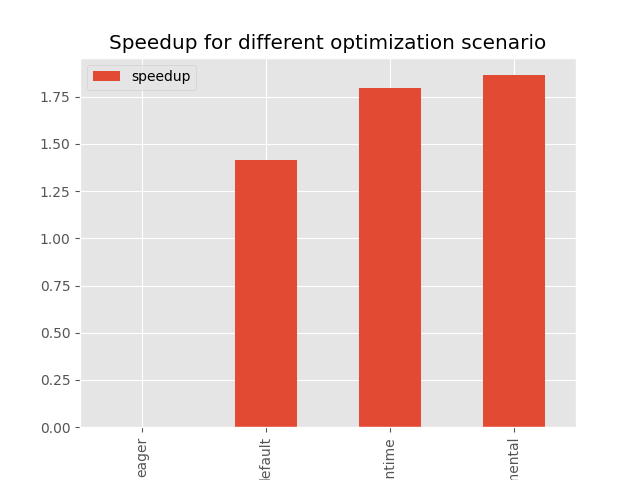 Speedup for different optimization scenario
speedup
1.75
1.50
1.25
1.00
0.75
0.50
0.25
0.00
eager
default
ntime
mental